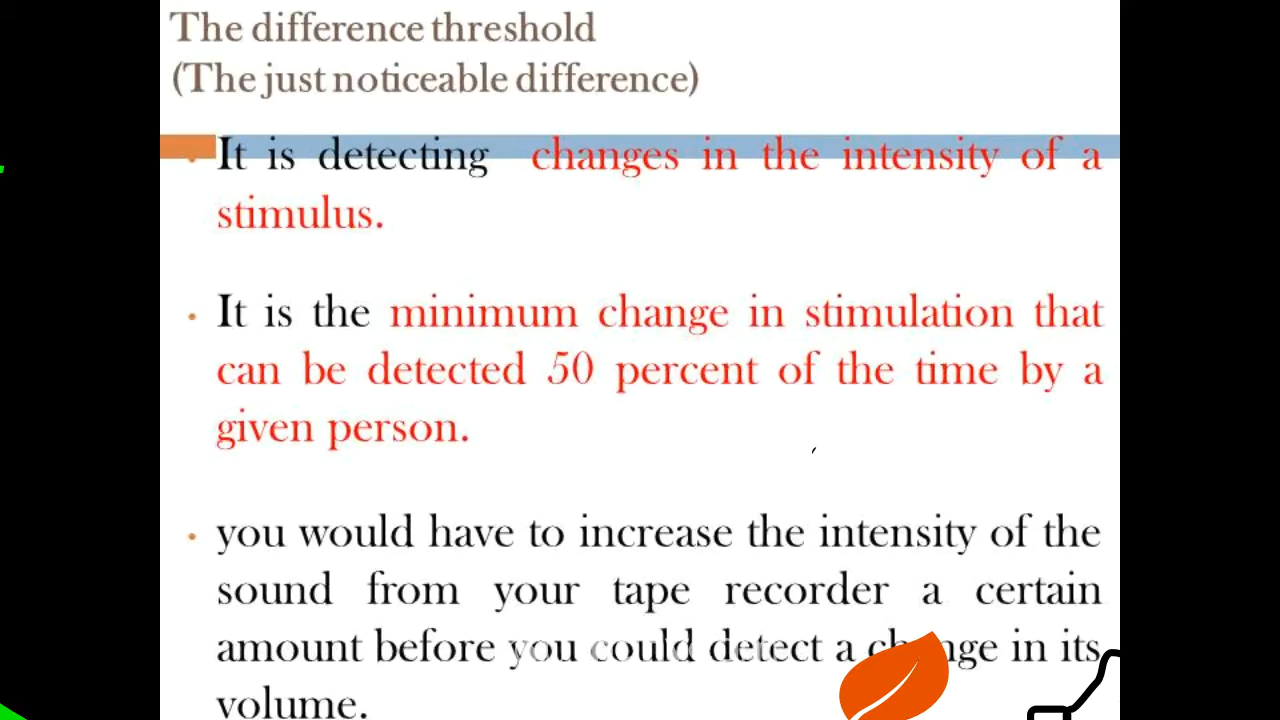 The difference threshold
(The just noticeable difference)
• It is detecting changes in the intensity of a
stimulus.
• It is the minimum change in stimulation that
can be detected 50 percent of the time by a
given person.
• you would have to increase the intensity of the
sound from your tape recorder a certain
amount before you could detect a change in its
volume.